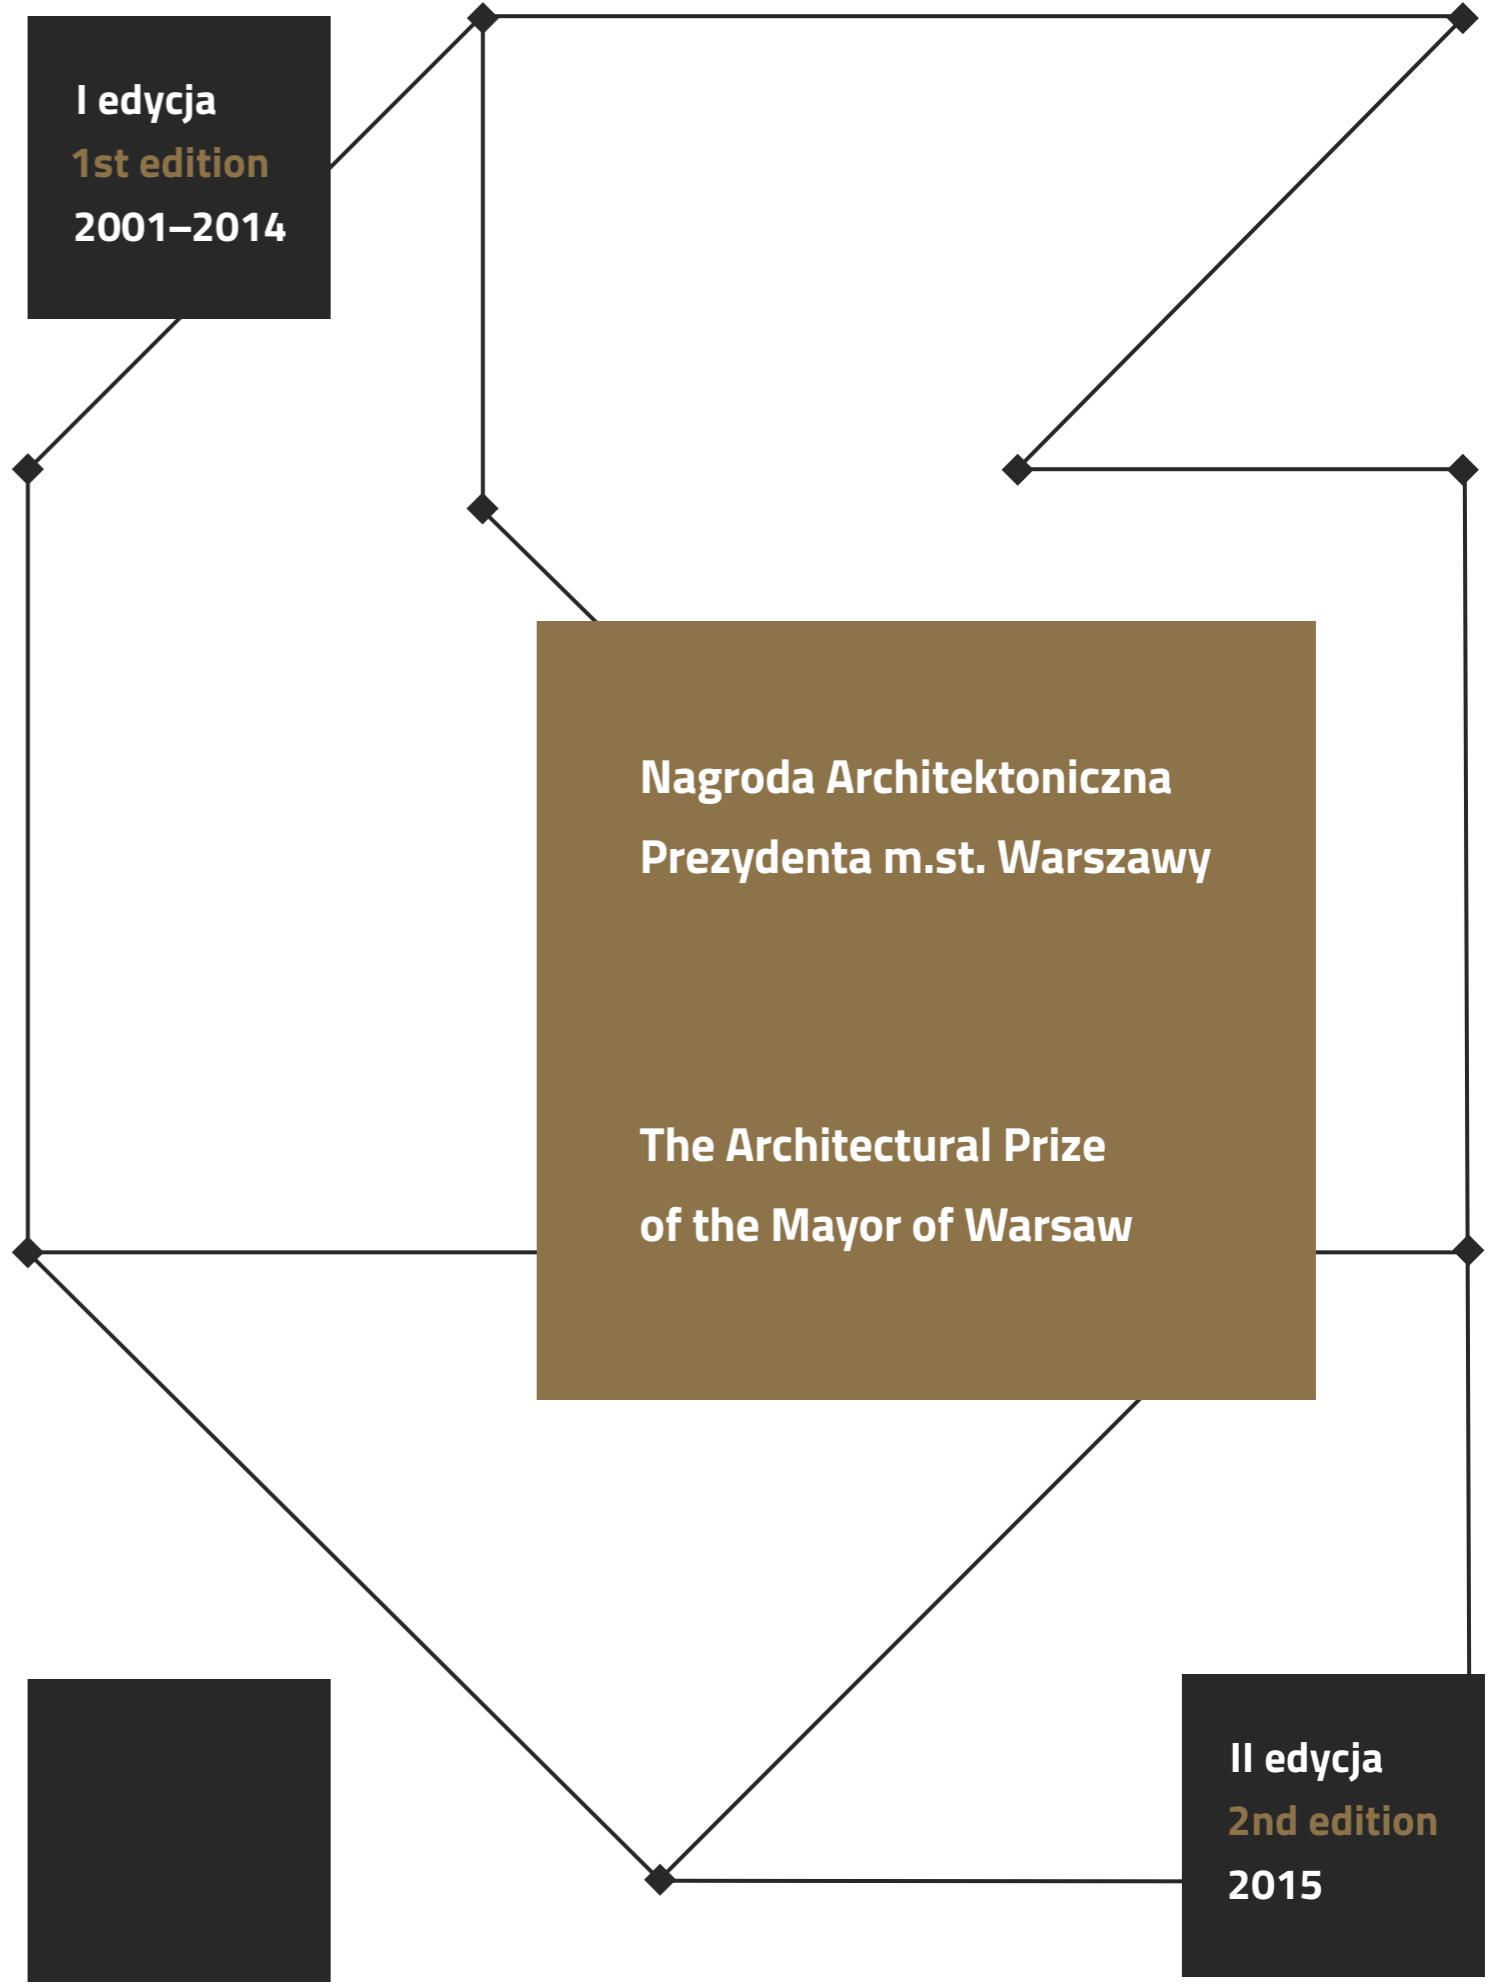 I edycja
1st edition
2001–2014
Nagroda Architektoniczna
Prezydenta m.st. Warszawy
The Architectural Prize
of the Mayor of Warsaw
II edycja
2nd edition
2015